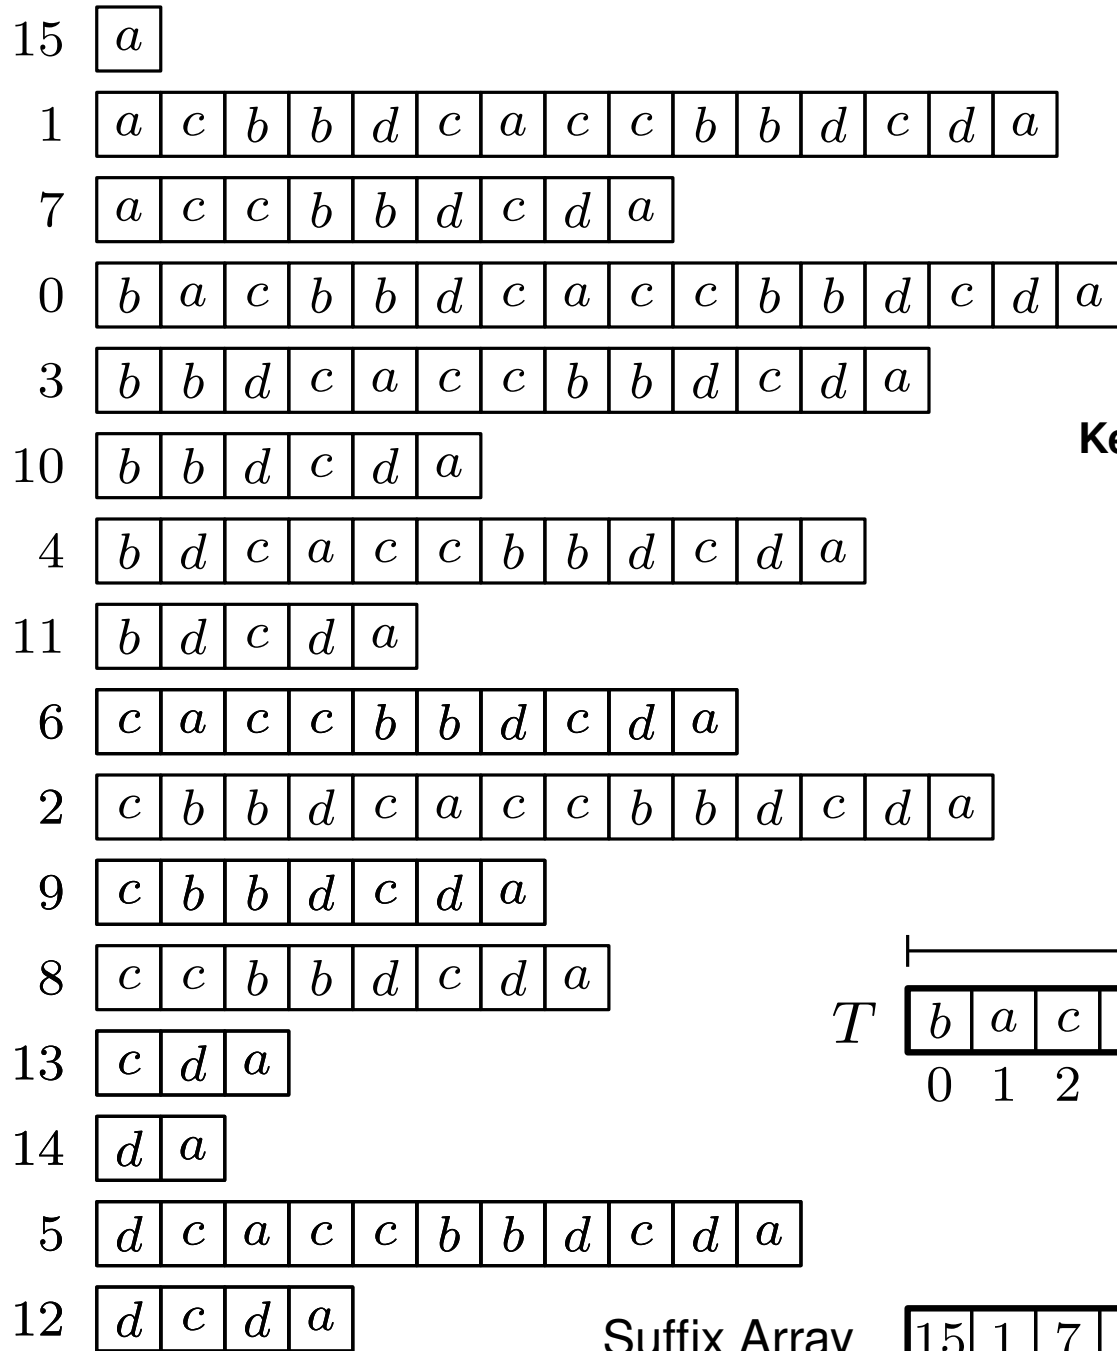 15 a
1 a c b b d c a c c b b d c d a
7 a c c b b d c d a
0 b a c b b d c a c c b b d c d a
3 b b d c a c c b b d c d a
Ke
10 b b d c d a
4 b d c a c c b b d c d a
11 b d c d a
6 c a c c b b d c d a
2 c b b d c a c c b b d c d a
9 c b b d c d a
8 c c b b d c d a
T b a c
13 c d a
0 1 2
14 d a
5 d c a c c b b d c d a
12 d c d a
Suffix Array 15 1 7